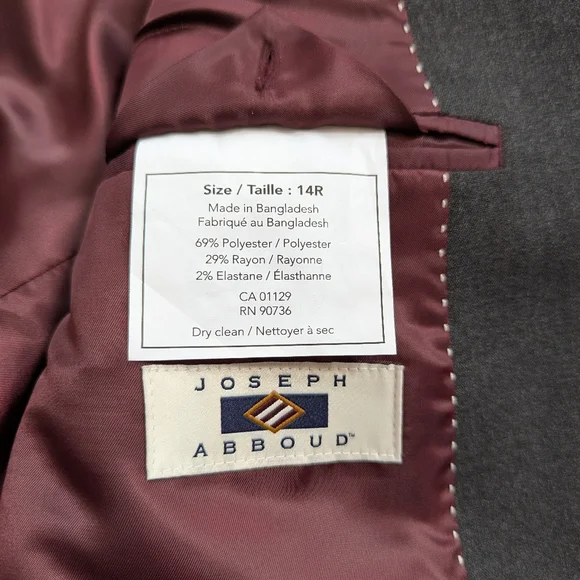 Size / Taille : 14R
Made in Bangladesh
Fabriqué au Bangladesh
69% Polyester / Polyester
29% Rayon / Rayonne
2% Elastane / Élasthanne
CA 01129
RN 90736
Dry clean / Nettoyer à sec
JOSEPH
ABBOUD™